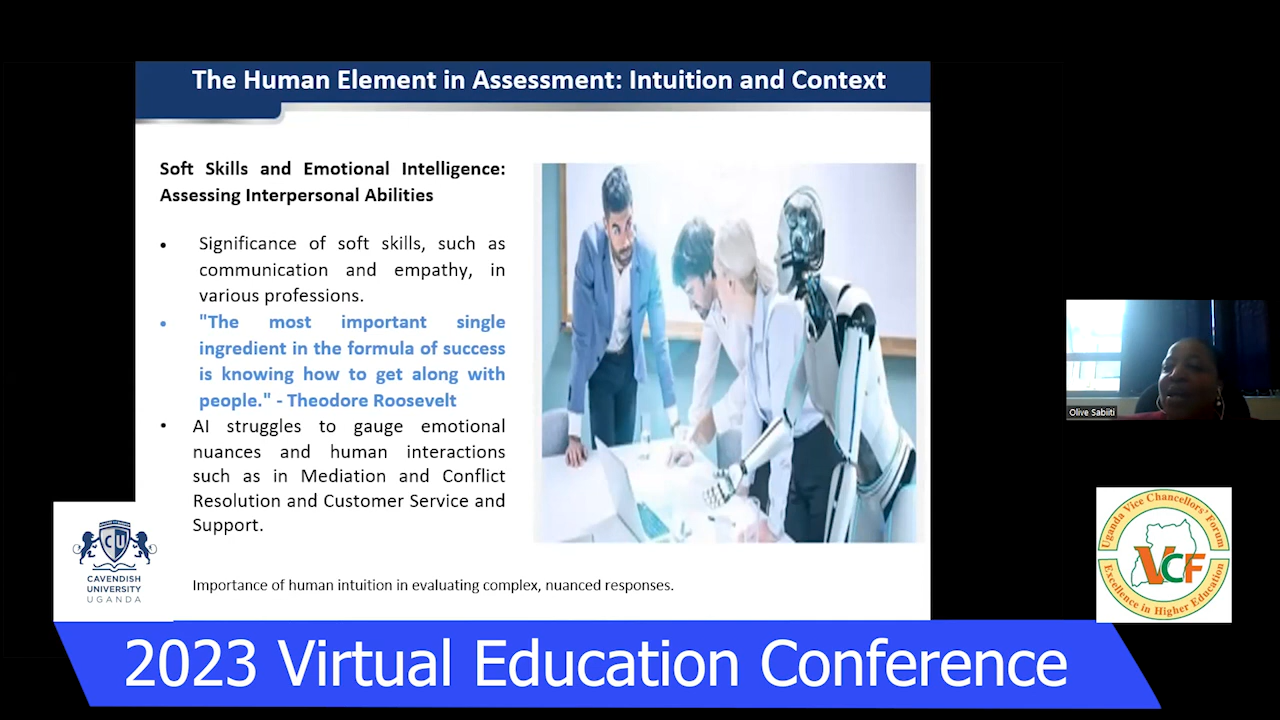 The Human Element in Assessment: Intuition and Context
Soft Skills and Emotional Intelligence:
Assessing Interpersonal Abilities
• Significance of soft skills, such as
communication and empathy, in
various professions.
• "The most important single
ingredient in the formula of success
is knowing how to get along with
people." - Theodore Roosevelt
• AI struggles to gauge emotional
nuances and human interactions
such as in Mediation and Conflict
Resolution and Customer Service and
Support.
Importance of human intuition in evaluating complex, nuanced responses.
Olive Sabiiti
CU
CAVENDISH
UNIVERSITY
UGANDA
Uganda Vice Chancellors' Forum
VCF
Excellence in Higher Education
2023 Virtual Education Conference